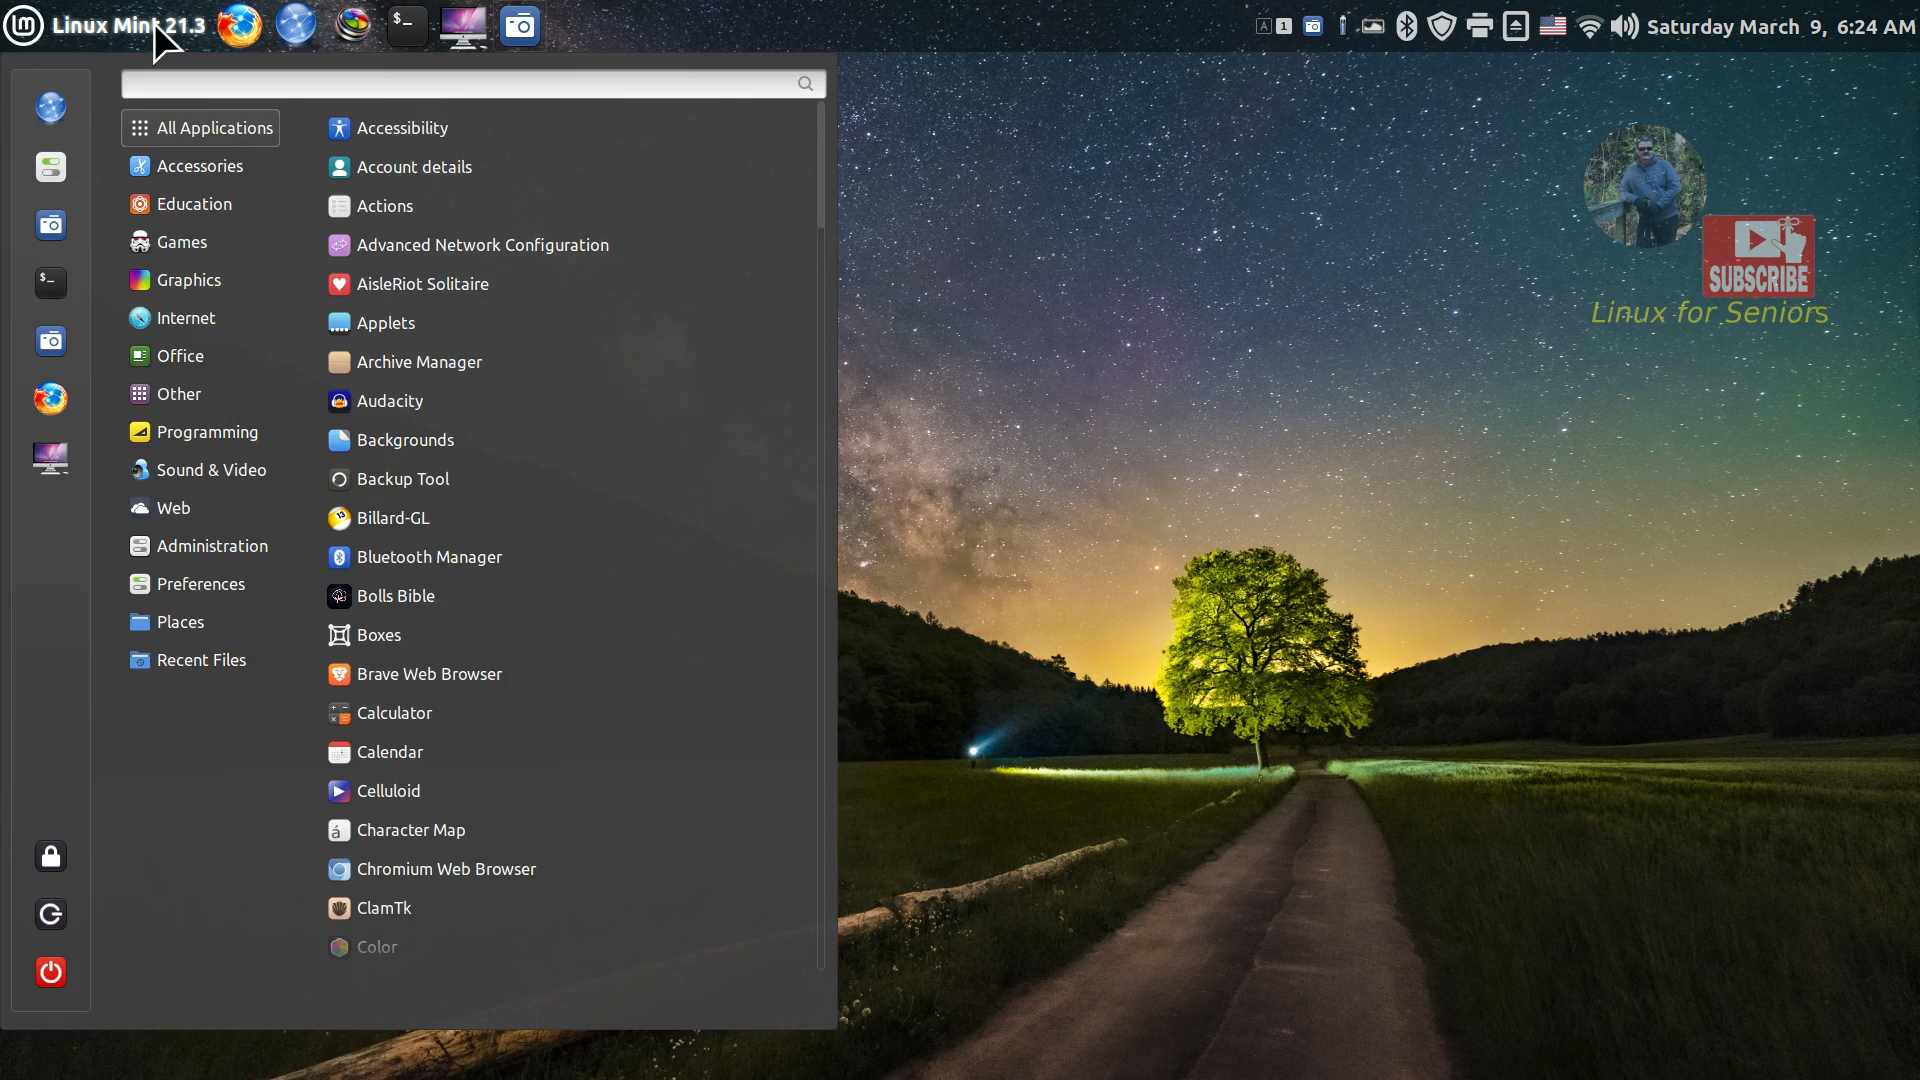 Linux Mint 21.3
A 1
Saturday March 9, 6:24 AM
All Applications
Accessories
Education
Games
Graphics
Internet
Office
Other
Programming
Sound & Video
Web
Administration
Preferences
Places
Recent Files
Accessibility
Account details
Actions
Advanced Network Configuration
AisleRiot Solitaire
Applets
Archive Manager
Audacity
Backgrounds
Backup Tool
Billard-GL
Bluetooth Manager
Bolls Bible
Boxes
Brave Web Browser
Calculator
Calendar
Celluloid
Character Map
Chromium Web Browser
ClamTk
Color
SUBSCRIBE
Linux for Seniors